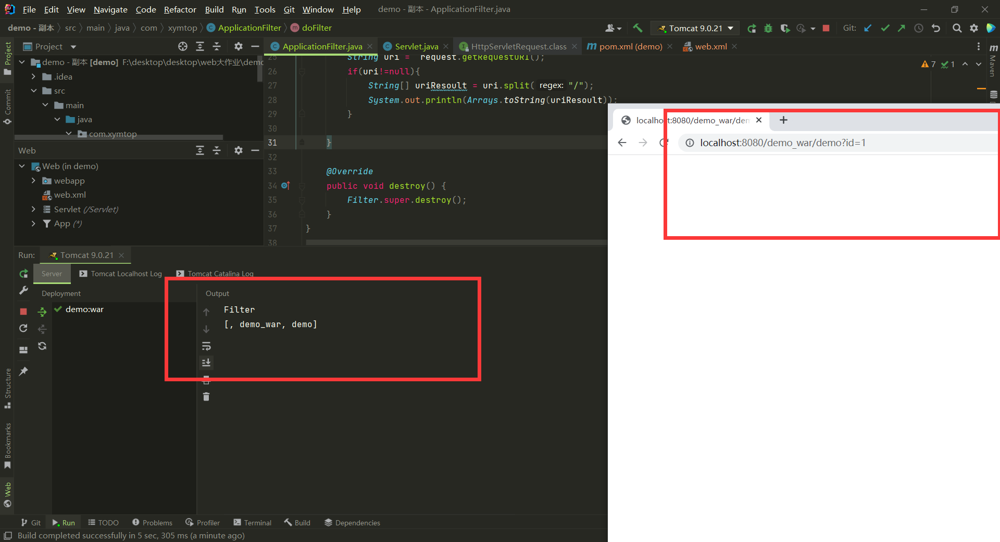 File Edit View Navigate Code Refactor Build Run Tools Git Window Help demo - 副本 - ApplicationFilter.java
demo - 副本 src main java com xymtop ApplicationFilter doFilter Tomcat 9.0.21 Git:
Project
ApplicationFilter.java Servlet.java HttpServletRequest.class pom.xml (demo) web.xml
demo - 副本 [demo] F:\desktop\desktop\web大作业\demo
.idea
src
main
java
com.xymtop
Web
Web (in demo)
webapp
web.xml
Servlet (/Servlet)
App (*)
25 String uri = request.getRequestURI();
26 if(uri!=null){
27 String[] uriResoult = uri.split( regex: "/");
28 System.out.println(Arrays.toString(uriResoult));
29 }
30
31 }
32
33 @Override
34 public void destroy() {
35 Filter.super.destroy();
36 }
37 }
38
7 1
Project
Commit
Structure
Bookmarks
Web
Maven
localhost:8080/demo_war/dem
localhost:8080/demo_war/demo?id=1
Run: Tomcat 9.0.21
Server Tomcat Localhost Log Tomcat Catalina Log
Deployment Output
demo:war
Filter
[, demo_war, demo]
Git Run TODO Problems Profiler Terminal Build Dependencies
Build completed successfully in 5 sec, 305 ms (a minute ago)